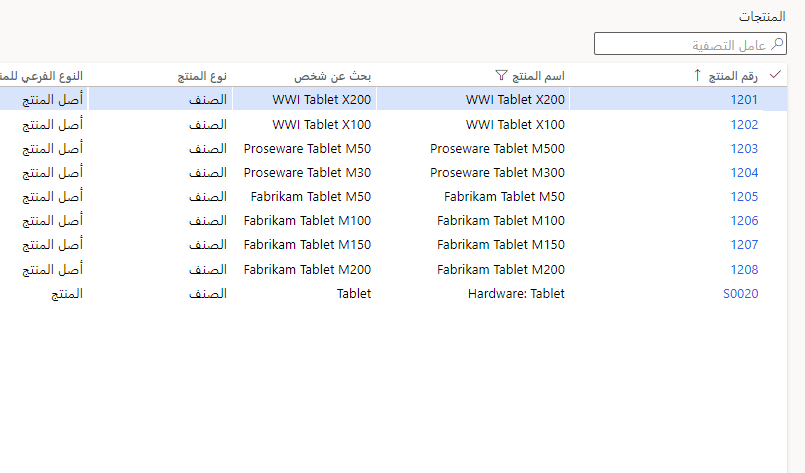 المنتجات
عامل التصفية
رقم المنتج اسم المنتج بحث عن شخص نوع المنتج النوع الفرعي للمن
1201 WWI Tablet X200 WWI Tablet X200 الصنف أصل المنتج
1202 WWI Tablet X100 WWI Tablet X100 الصنف أصل المنتج
1203 Proseware Tablet M500 Proseware Tablet M50 الصنف أصل المنتج
1204 Proseware Tablet M300 Proseware Tablet M30 الصنف أصل المنتج
1205 Fabrikam Tablet M50 Fabrikam Tablet M50 الصنف أصل المنتج
1206 Fabrikam Tablet M100 Fabrikam Tablet M100 الصنف أصل المنتج
1207 Fabrikam Tablet M150 Fabrikam Tablet M150 الصنف أصل المنتج
1208 Fabrikam Tablet M200 Fabrikam Tablet M200 الصنف أصل المنتج
S0020 Hardware: Tablet Tablet الصنف المنتج